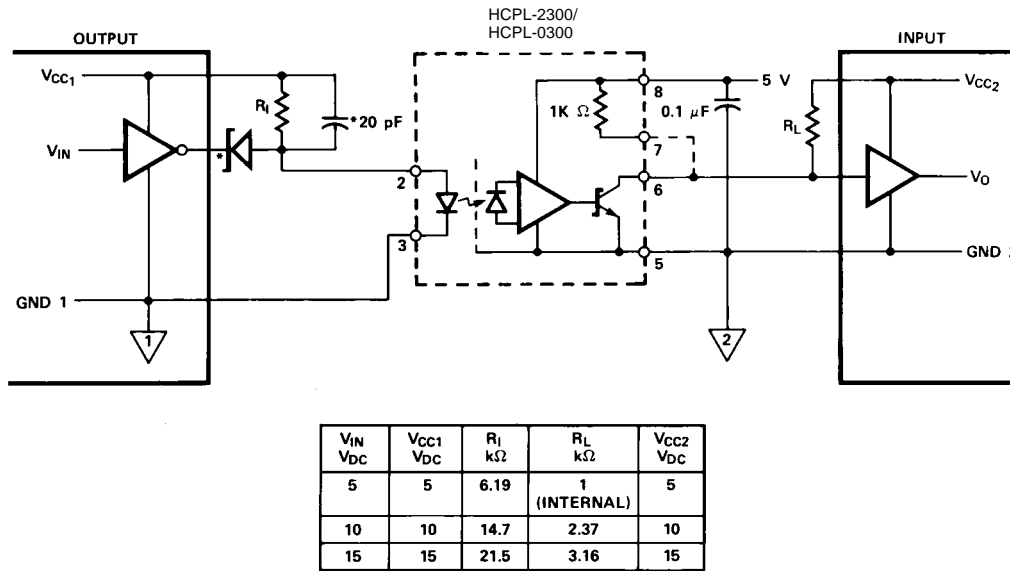 HCPL-2300/
HCPL-0300
OUTPUT
INPUT
VCC1
RI
*20 pF
8
5 V
VCC2
1K Ω
0.1 µF
RL
7
VIN
*
2
6
VO
3
5
GND 1
GND
1
2
VIN VCC1 RI RL VCC2
VDC VDC kΩ kΩ VDC
5 5 6.19 1 5
(INTERNAL)
10 10 14.7 2.37 10
15 15 21.5 3.16 15